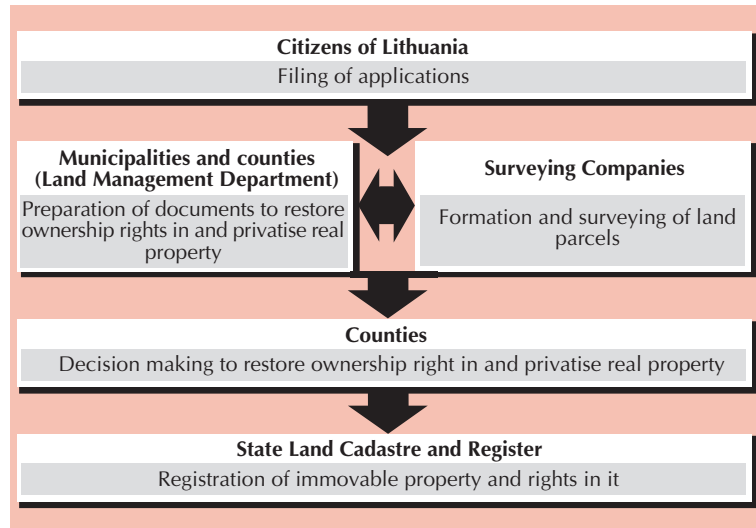 Citizens of Lithuania
Filing of applications
Municipalities and counties
(Land Management Department)
Preparation of documents to restore
ownership rights in and privatise real
property
Surveying Companies
Formation and surveying of land
parcels
Counties
Decision making to restore ownership right in and privatise real property
State Land Cadastre and Register
Registration of immovable property and rights in it